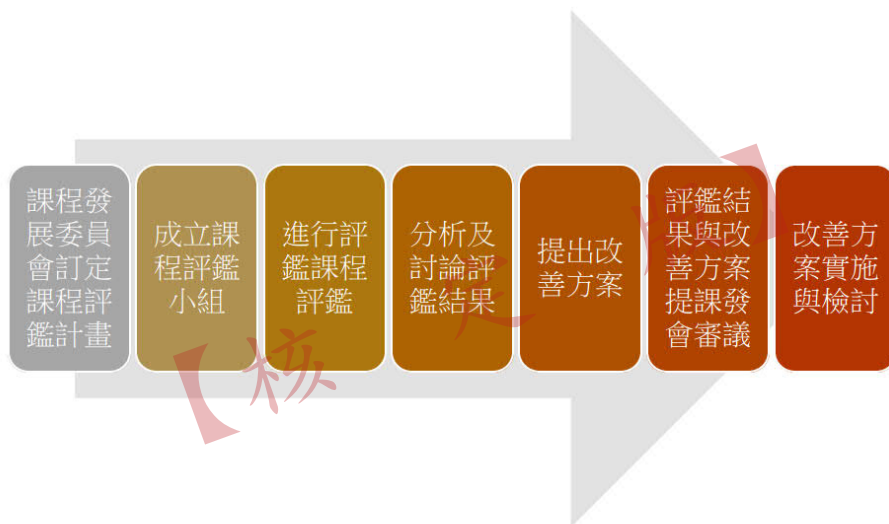 課程發
展委員
會訂定
課程評
鑑計畫
成立課
程評鑑
小組
進行評
鑑課程
評鑑
分析及
討論評
鑑結果
提出改
善方案
評鑑結
果與改
善方案
提課發
會審議
改善方
案實施
與檢討
【核定版】